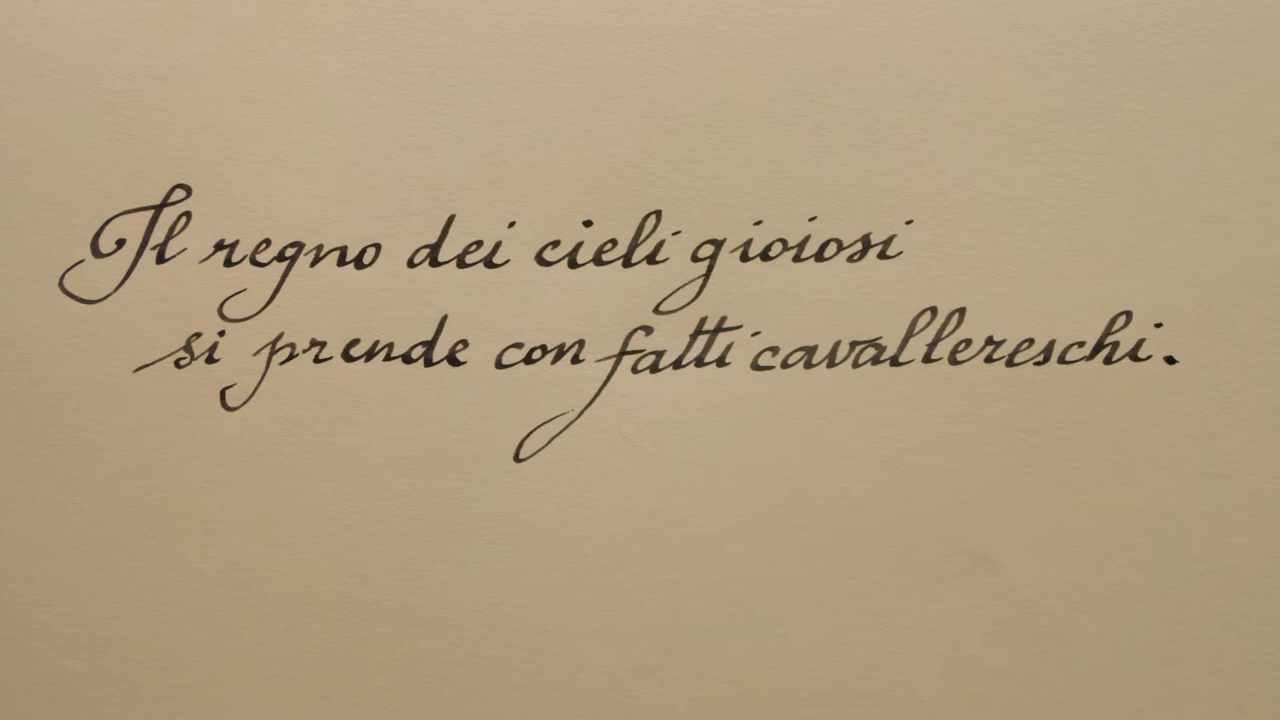 Il regno dei cieli gioiosi
si prende con fatti cavallereschi.